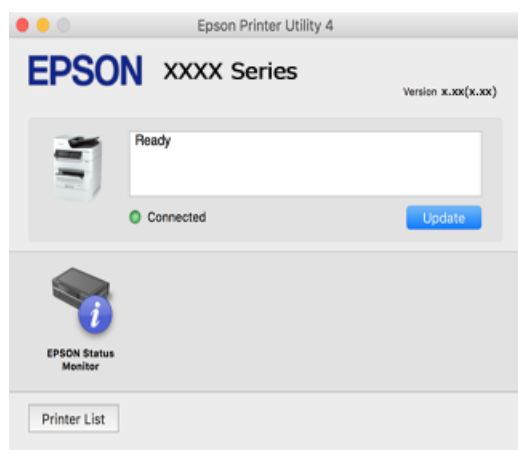 Epson Printer Utility 4
EPSON XXXX Series
Version x.xx(x.xx)
Ready
Connected
Update
i
EPSON Status
Monitor
Printer List